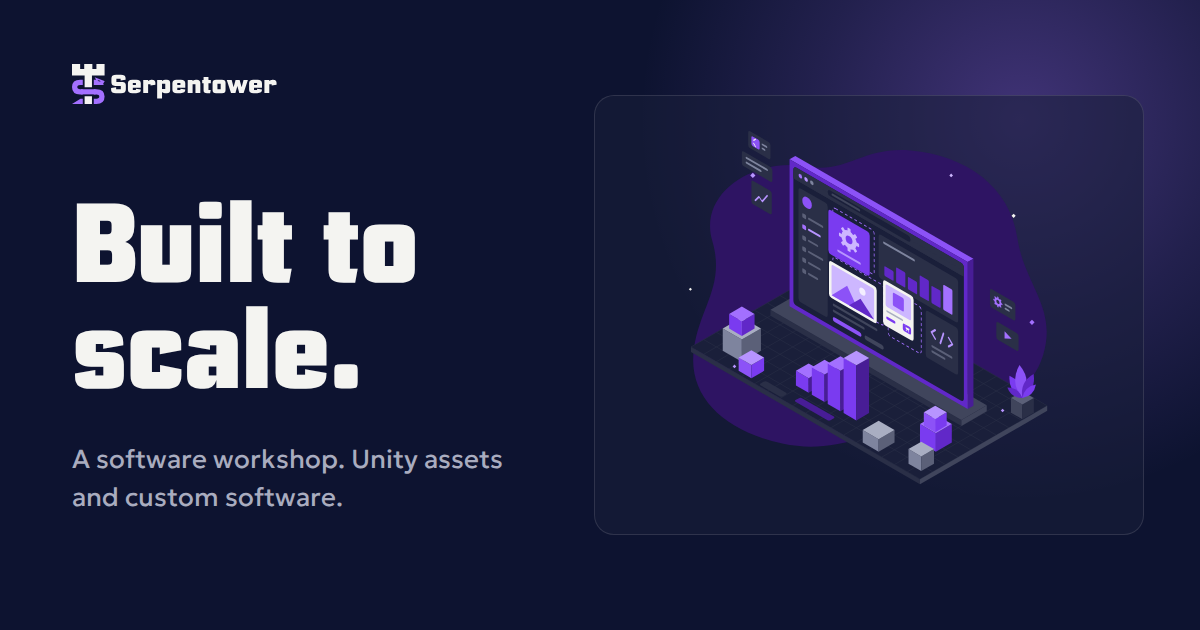 Serpentower
Built to
scale.
A software workshop. Unity assets
and custom software.
</>